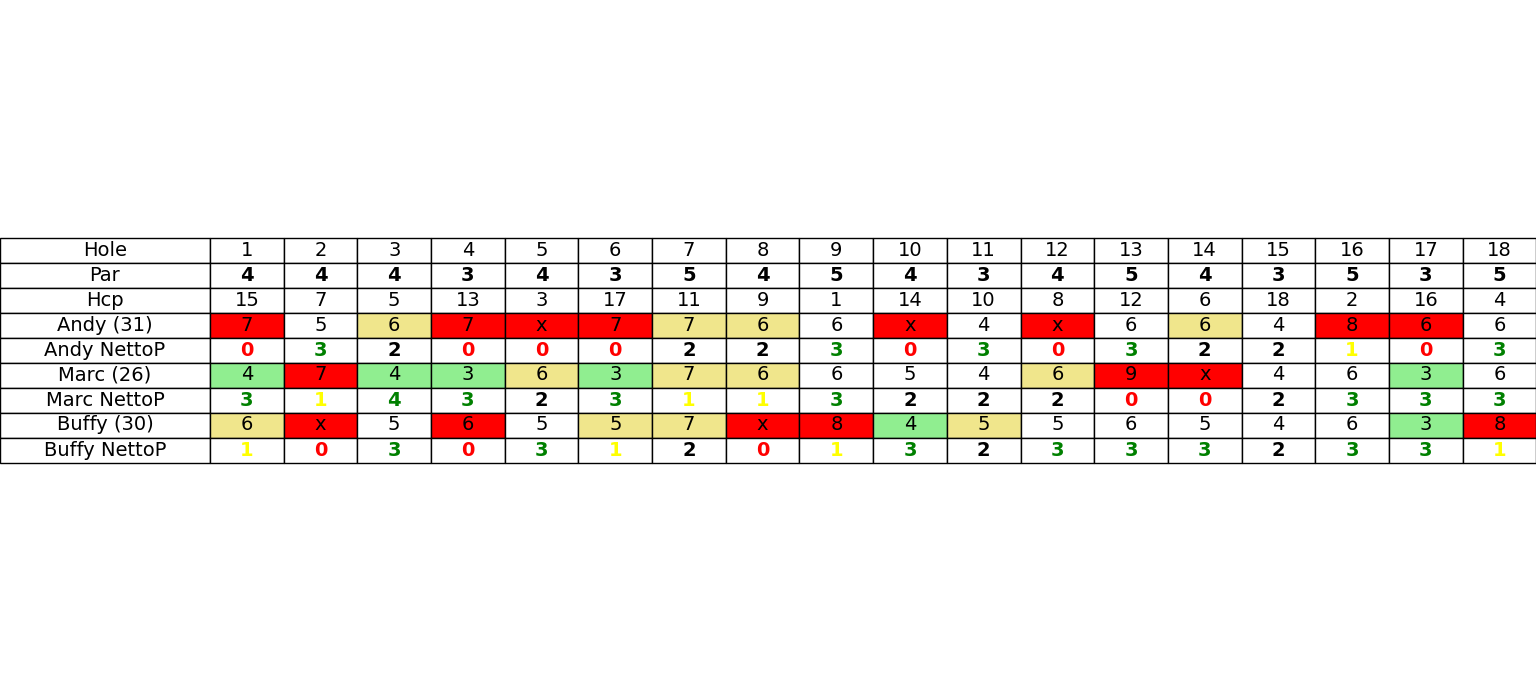 Hole 1 2 3 4 5 6 7 8 9 10 11 12 13 14 15 16 17 18
Par 4 4 4 3 4 3 5 4 5 4 3 4 5 4 3 5 3 5
Hcp 15 7 5 13 3 17 11 9 1 14 10 8 12 6 18 2 16 4
Andy (31) 7 5 6 7 x 7 7 6 6 x 4 x 6 6 4 8 6 6
Andy NettoP 0 3 2 0 0 0 2 2 3 0 3 0 3 2 2 1 0 3
Marc (26) 4 7 4 3 6 3 7 6 6 5 4 6 9 x 4 6 3 6
Marc NettoP 3 1 4 3 2 3 1 1 3 2 2 2 0 0 2 3 3 3
Buffy (30) 6 x 5 6 5 5 7 x 8 4 5 5 6 5 4 6 3 8
Buffy NettoP 1 0 3 0 3 1 2 0 1 3 2 3 3 3 2 3 3 1